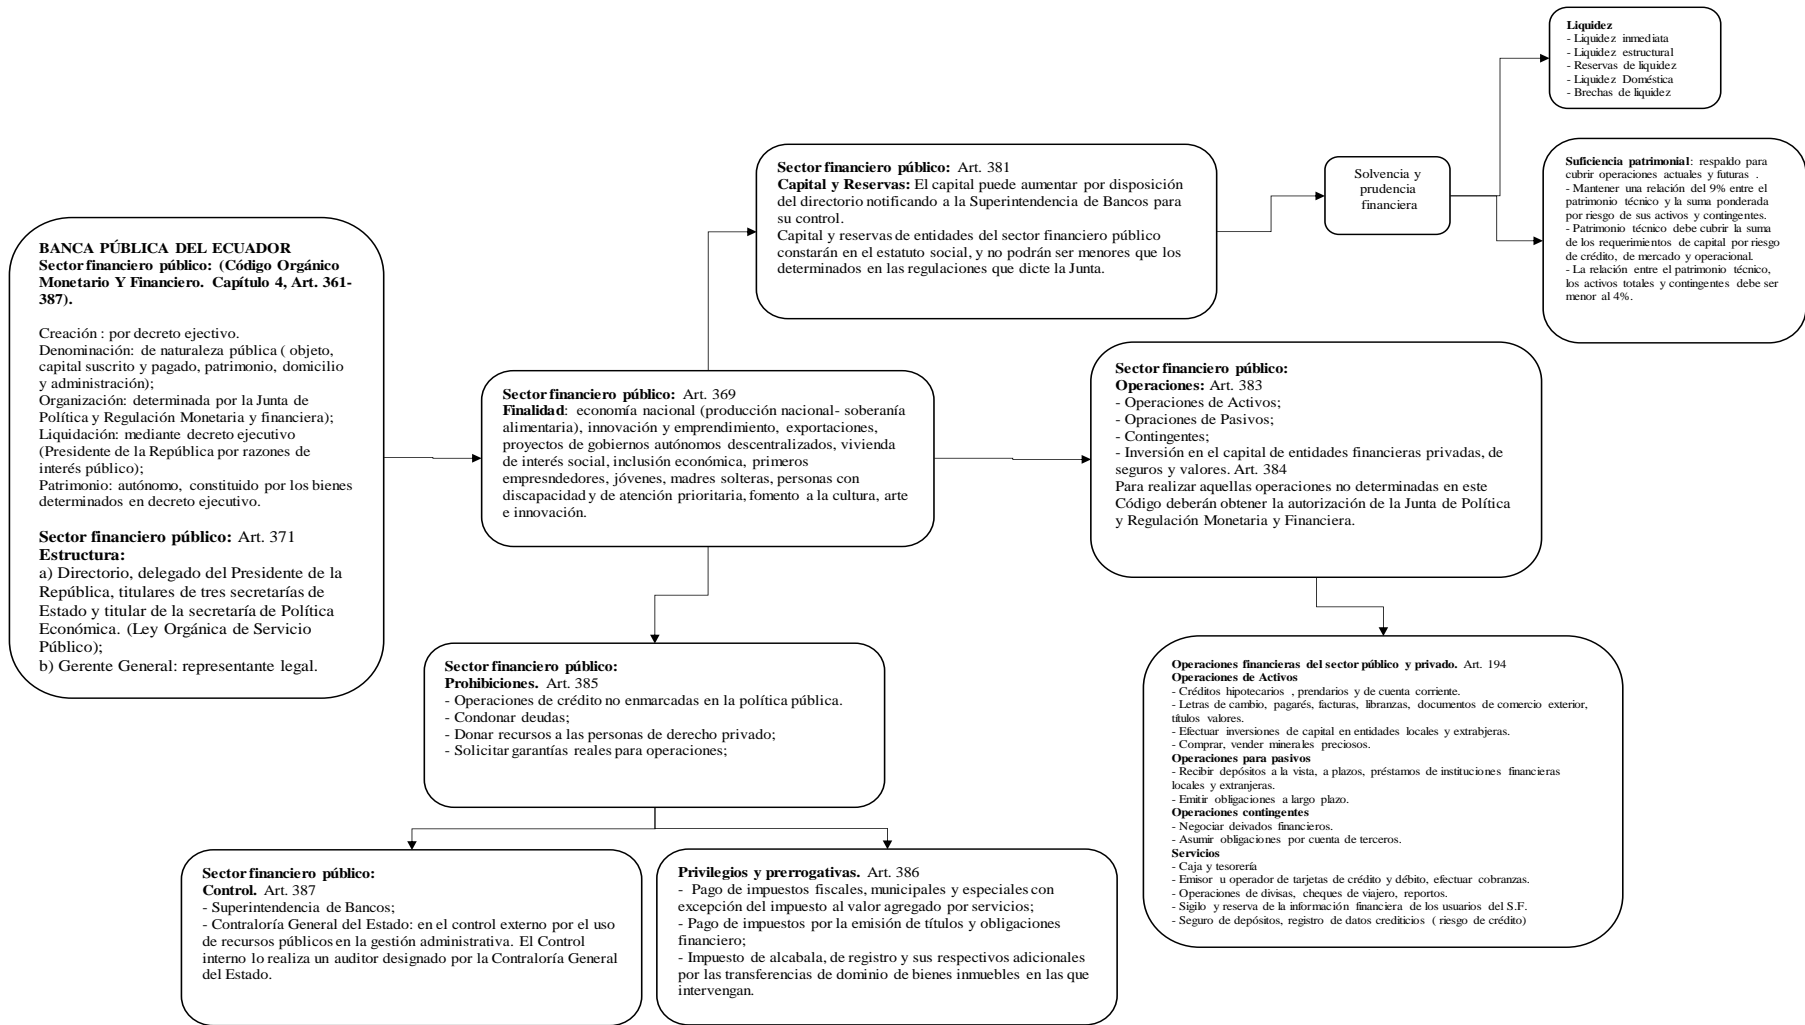 BANCA PÚBLICA DEL ECUADOR
Sector financiero público: (Código Orgánico
Monetario Y Financiero. Capítulo 4, Art. 361-
387).
Creación : por decreto ejectivo.
Denominación: de naturaleza pública ( objeto,
capital suscrito y pagado, patrimonio, domicilio
y administración);
Organización: determinada por la Junta de
Política y Regulación Monetaria y financiera);
Liquidación: mediante decreto ejecutivo
(Presidente de la República por razones de
interés público);
Patrimonio: autónomo, constituido por los bienes
determinados en decreto ejecutivo.
Sector financiero público: Art. 371
Estructura:
a) Directorio, delegado del Presidente de la
República, titulares de tres secretarías de
Estado y titular de la secretaría de Política
Económica. (Ley Orgánica de Servicio
Público);
b) Gerente General: representante legal.
Sector financiero público: Art. 369
Finalidad: economía nacional (producción nacional- soberanía
alimentaria), innovación y emprendimiento, exportaciones,
proyectos de gobiernos autónomos descentralizados, vivienda
de interés social, inclusión económica, primeros
empresndedores, jóvenes, madres solteras, personas con
discapacidad y de atención prioritaria, fomento a la cultura, arte
e innovación.
Sector financiero público: Art. 381
Capital y Reservas: El capital puede aumentar por disposición
del directorio notificando a la Superintendencia de Bancos para
su control.
Capital y reservas de entidades del sector financiero público
constarán en el estatuto social, y no podrán ser menores que los
determinados en las regulaciones que dicte la Junta.
Solvencia y
prudencia
financiera
Liquidez
- Liquidez inmediata
- Liquidez estructural
- Reservas de liquidez
- Liquidez Doméstica
- Brechas de liquidez
Suficiencia patrimonial: respaldo para
cubrir operaciones actuales y futuras .
- Mantener una relación del 9% entre el
patrimonio técnico y la suma ponderada
por riesgo de sus activos y contingentes.
- Patrimonio técnico debe cubrir la suma
de los requerimientos de capital por riesgo
de crédito, de mercado y operacional.
- La relación entre el patrimonio técnico,
los activos totales y contingentes debe ser
menor al 4%.
Sector financiero público:
Operaciones: Art. 383
- Operaciones de Activos;
- Opraciones de Pasivos;
- Contingentes;
- Inversión en el capital de entidades financieras privadas, de
seguros y valores. Art. 384
Para realizar aquellas operaciones no determinadas en este
Código deberán obtener la autorización de la Junta de Política
y Regulación Monetaria y Financiera.
Operaciones financieras del sector público y privado. Art. 194
Operaciones de Activos
- Créditos hipotecarios , prendarios y de cuenta corriente.
- Letras de cambio, pagarés, facturas, libranzas, documentos de comercio exterior,
títulos valores.
- Efectuar inversiones de capital en entidades locales y extrabjeras.
- Comprar, vender minerales preciosos.
Operaciones para pasivos
- Recibir depósitos a la vista, a plazos, préstamos de instituciones financieras
locales y extranjeras.
- Emitir obligaciones a largo plazo.
Operaciones contingentes
- Negociar deivados financieros.
- Asumir obligaciones por cuenta de terceros.
Servicios
- Caja y tesorería
- Emisor u operador de tarjetas de crédito y débito, efectuar cobranzas.
- Operaciones de divisas, cheques de viajero, reportos.
- Sigilo y reserva de la información financiera de los usuarios del S.F.
- Seguro de depósitos, registro de datos crediticios ( riesgo de crédito)
Sector financiero público:
Prohibiciones. Art. 385
- Operaciones de crédito no enmarcadas en la política pública.
- Condonar deudas;
- Donar recursos a las personas de derecho privado;
- Solicitar garantías reales para operaciones;
Sector financiero público:
Control. Art. 387
- Superintendencia de Bancos;
- Contraloría General del Estado: en el control externo por el uso
de recursos públicos en la gestión administrativa. El Control
interno lo realiza un auditor designado por la Contraloría General
del Estado.
Privilegios y prerrogativas. Art. 386
- Pago de impuestos fiscales, municipales y especiales con
excepción del impuesto al valor agregado por servicios;
- Pago de impuestos por la emisión de títulos y obligaciones
financiero;
- Impuesto de alcabala, de registro y sus respectivos adicionales
por las transferencias de dominio de bienes inmuebles en las que
intervengan.